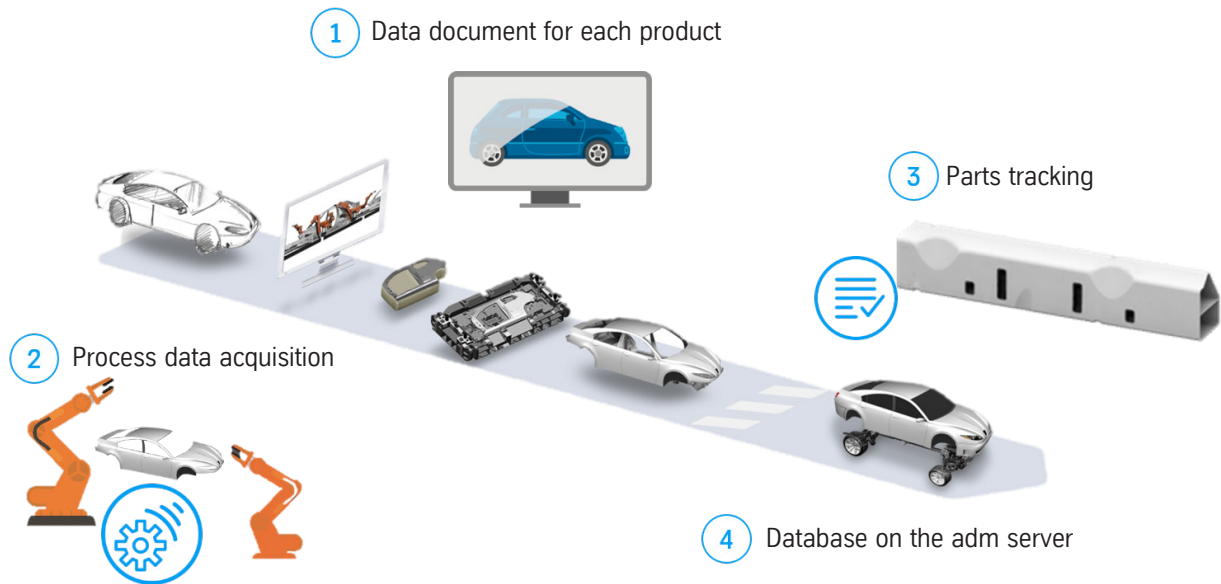 1 Data document for each product
3 Parts tracking
2 Process data acquisition
4 Database on the adm server